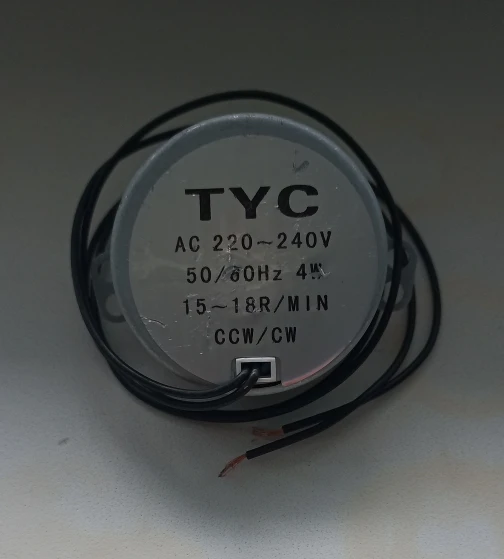 TYC
AC 220~240V
50/60Hz 4W
15~18R/MIN
CCW/CW